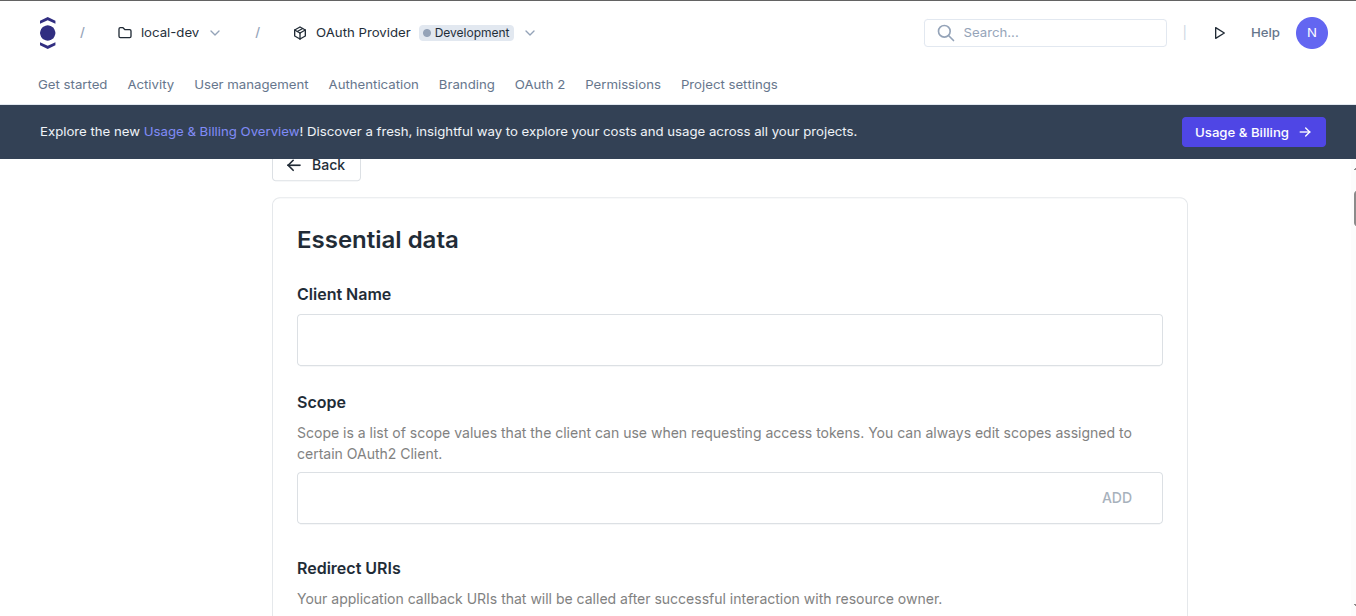 / local-dev / OAuth Provider Development Search... | Help N
Get started Activity User management Authentication Branding OAuth 2 Permissions Project settings
Explore the new Usage & Billing Overview! Discover a fresh, insightful way to explore your costs and usage across all your projects. Usage & Billing →
← Back
Essential data
Client Name
Scope
Scope is a list of scope values that the client can use when requesting access tokens. You can always edit scopes assigned to
certain OAuth2 Client.
ADD
Redirect URIs
Your application callback URIs that will be called after successful interaction with resource owner.